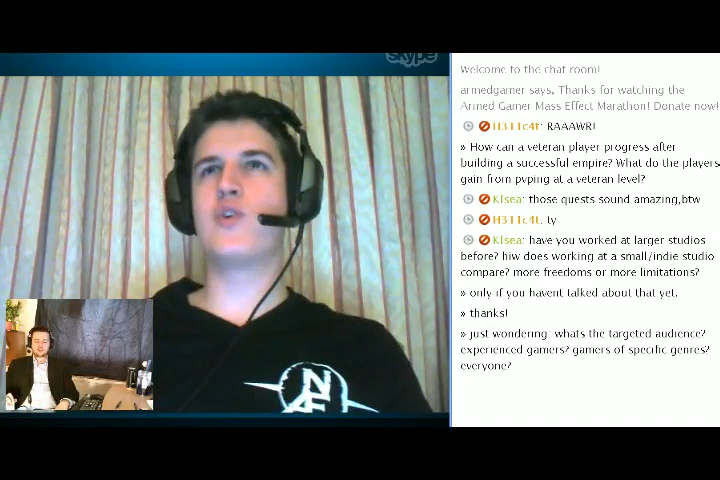 skype
Welcome to the chat room!
armedgamer says, Thanks for watching the
Armed Gamer Mass Effect Marathon! Donate now!
H311c4t: RAAAWR!
» How can a veteran player progress after
building a successful empire? What do the players
gain from pvping at a veteran level?
Klsea: those quests sound amazing,btw
H311c4t: ty
Klsea: have you worked at larger studios
before? hiw does working at a small/indie studio
compare? more freedoms or more limitations?
» only if you havent talked about that yet.
» thanks!
» just wondering: whats the targeted audience?
experienced gamers? gamers of specific genres?
everyone?